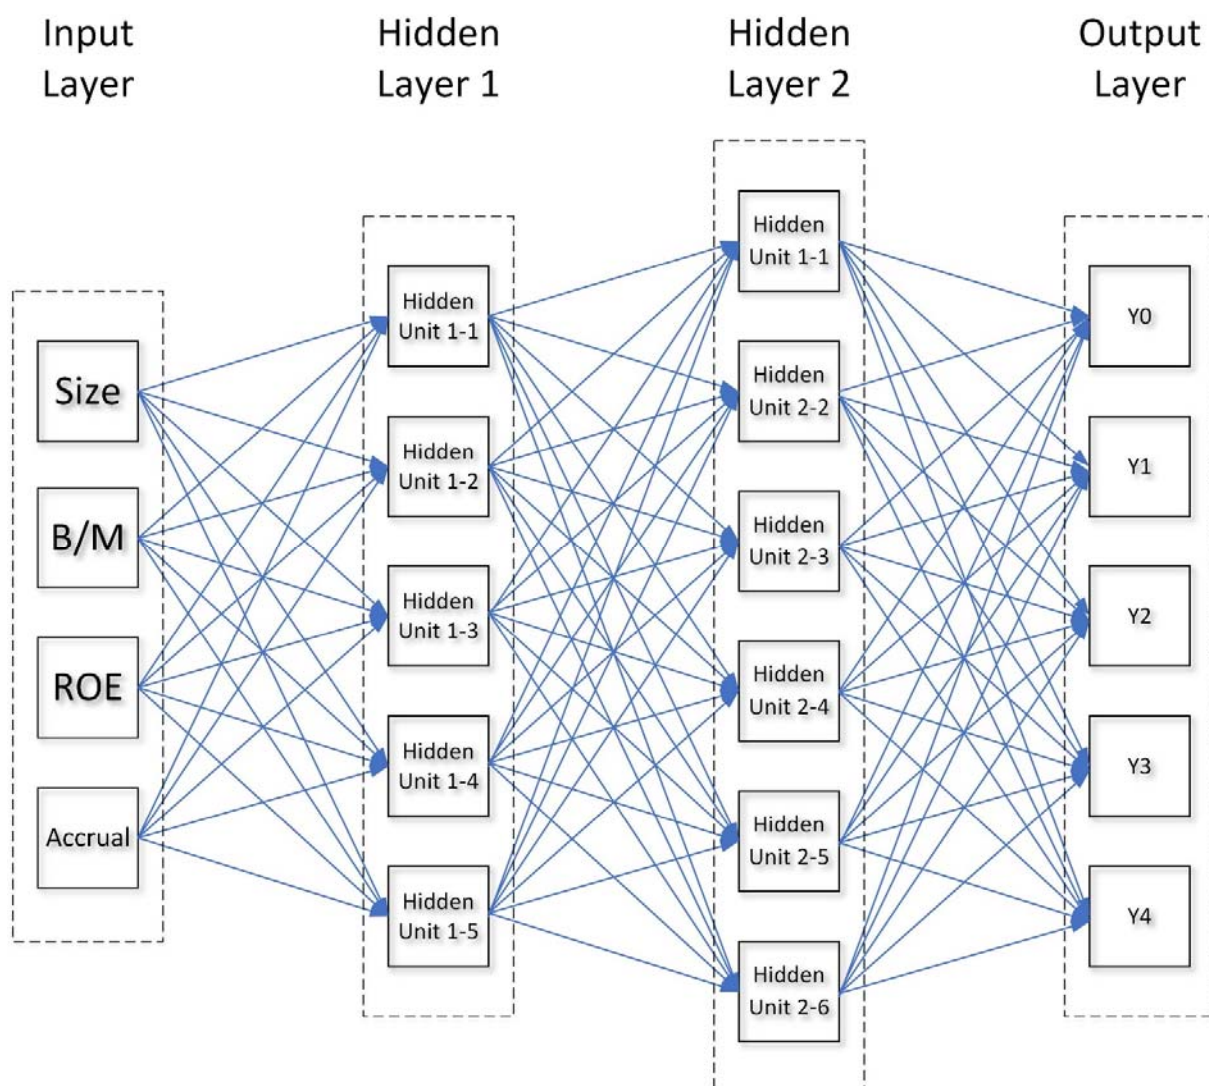 Input
Layer
Hidden
Layer 1
Hidden
Layer 2
Output
Layer
Size
B/M
ROE
Accrual
Hidden
Unit 1-1
Hidden
Unit 1-2
Hidden
Unit 1-3
Hidden
Unit 1-4
Hidden
Unit 1-5
Hidden
Unit 1-1
Hidden
Unit 2-2
Hidden
Unit 2-3
Hidden
Unit 2-4
Hidden
Unit 2-5
Hidden
Unit 2-6
Y0
Y1
Y2
Y3
Y4